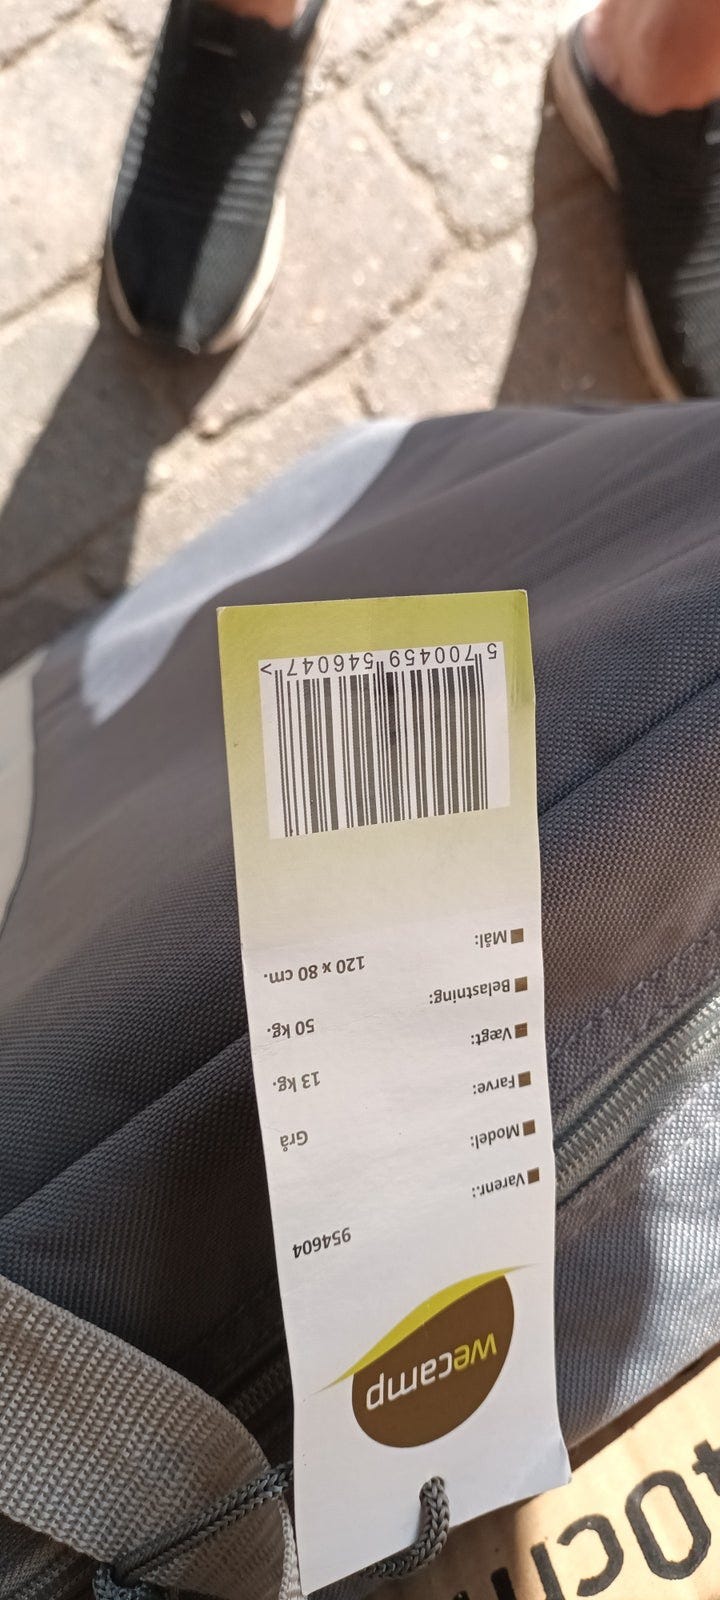 wecamp
Varenr.: 954604
Model:
Farve: Grå
Vægt: 13 kg.
Belastning: 50 kg.
Mål: 120 x 80 cm.
5 700459 546047 >
40cm